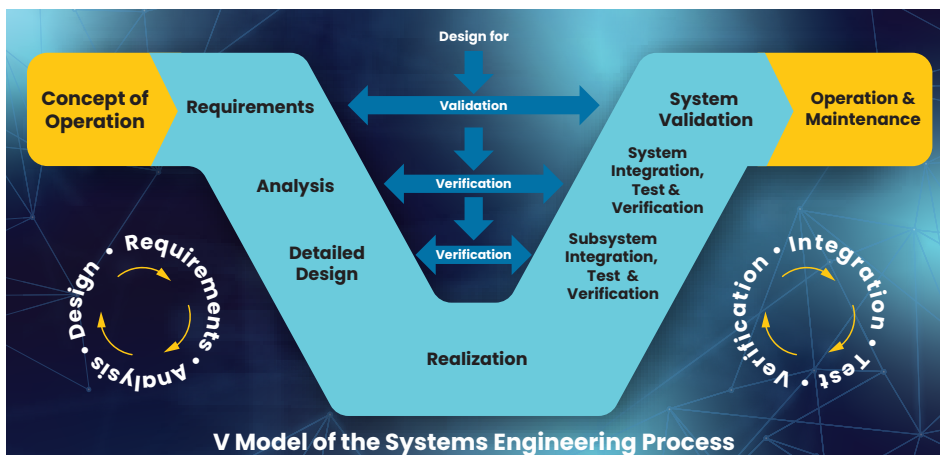 Design for
Concept of
Operation
Requirements
Validation
System
Validation
Operation &
Maintenance
Analysis
Verification
System
Integration,
Test &
Verification
Detailed
Design
Verification
Subsystem
Integration,
Test &
Verification
Realization
Design • Requirements • Analysis •
Verification • Integration • Test •
V Model of the Systems Engineering Process